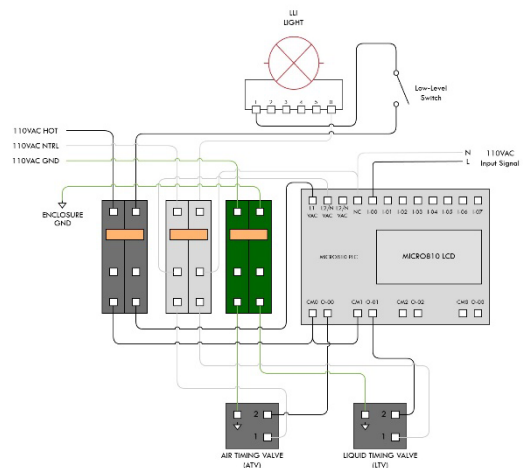 LLI
LIGHT
1 2 3 4 5 6
Low-Level
Switch
110VAC HOT
110VAC NTRL
110VAC GND
N
L
110VAC
Input Signal
ENCLOSURE
GND
L1 L2/N L2/N NC I-00 I-01 I-02 I-03 I-04 I-05 I-06 I-07
VAC VAC VAC
MICRO810 PLC
MICRO810 LCD
CM0 O-00 CM1 O-01 CM2 O-02 CM3 O-03
2
1
2
1
AIR TIMING VALVE
(ATV)
LIQUID TIMING VALVE
(LTV)